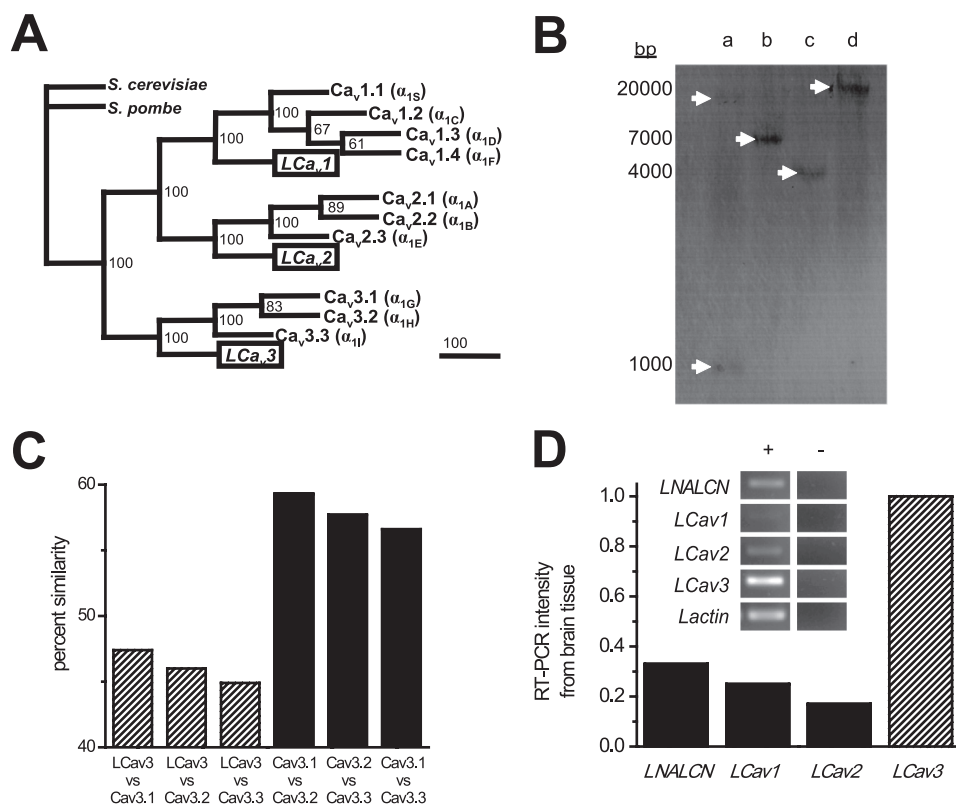 A
S. cerevisiae
S. pombe
Caᵥ1.1 (α₁S)
Caᵥ1.2 (α₁C)
Caᵥ1.3 (α₁D)
Caᵥ1.4 (α₁F)
LCaᵥ1
Caᵥ2.1 (α₁A)
Caᵥ2.2 (α₁B)
Caᵥ2.3 (α₁E)
LCaᵥ2
Caᵥ3.1 (α₁G)
Caᵥ3.2 (α₁H)
Caᵥ3.3 (α₁I)
LCaᵥ3
100
67
61
100
100
89
100
100
100
83
100
100
100
B
bp
a b c d
20000
7000
4000
1000
C
percent similarity
60
50
40
LCav3 vs Cav3.1
LCav3 vs Cav3.2
LCav3 vs Cav3.3
Cav3.1 vs Cav3.2
Cav3.2 vs Cav3.3
Cav3.1 vs Cav3.3
D
+ -
LNALCN
LCav1
LCav2
LCav3
Lactin
RT-PCR intensity
from brain tissue
1.0
0.8
0.6
0.4
0.2
0.0
LNALCN LCav1 LCav2 LCav3